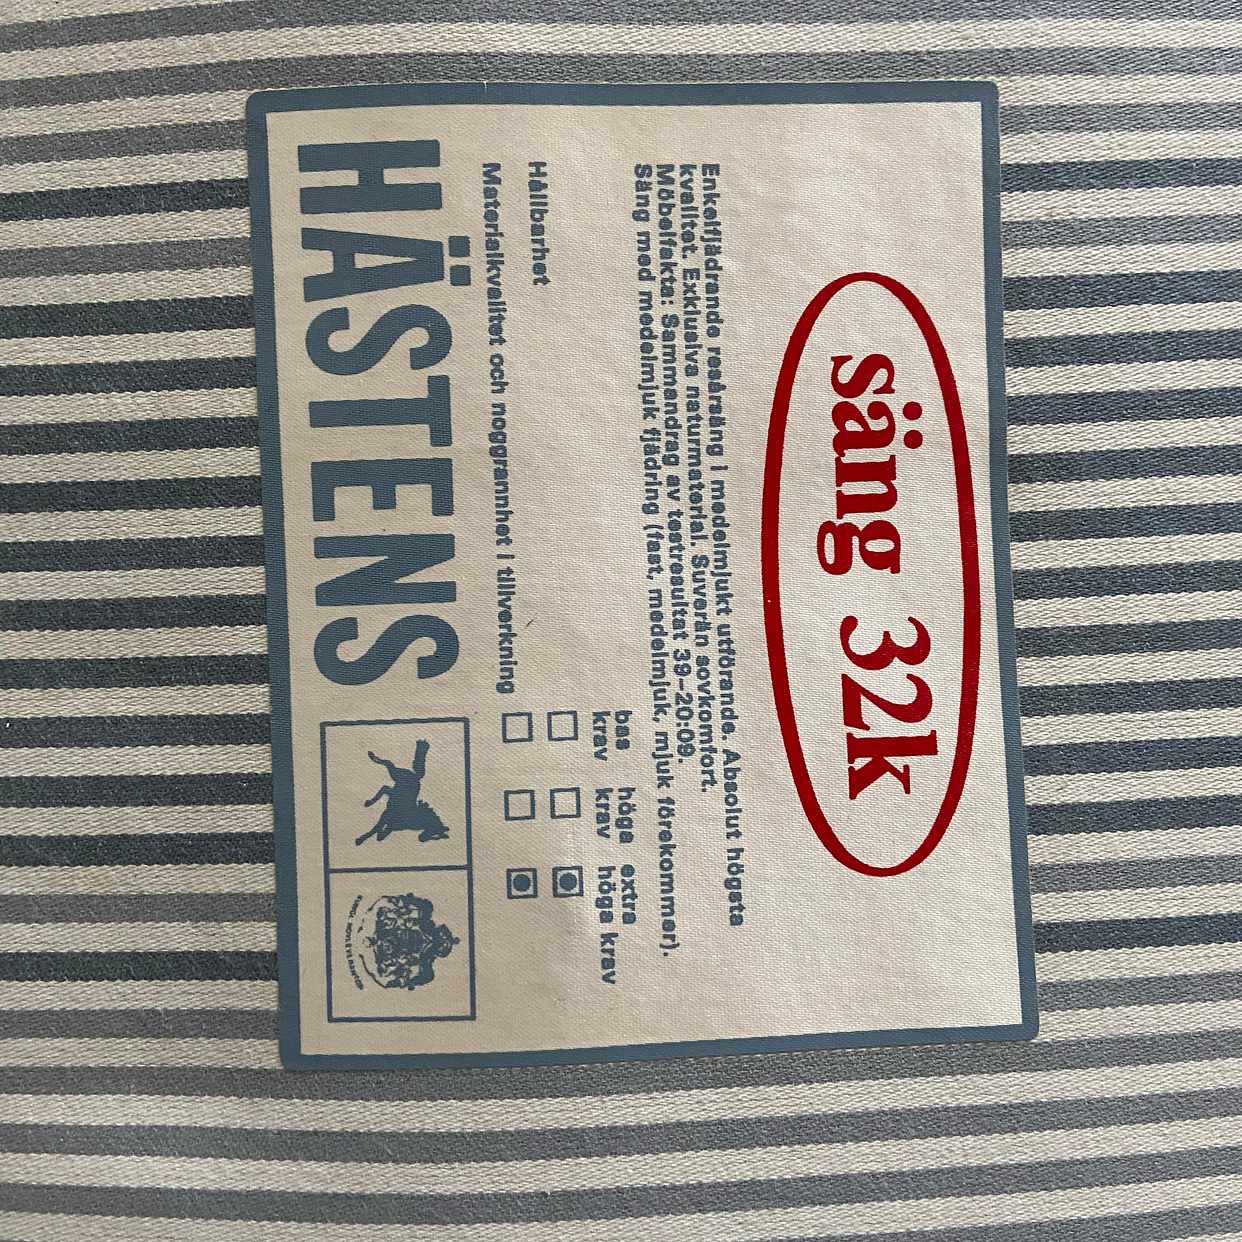 säng 32k
Enkelfjädrande resårsäng i medelmjukt utförande. Absolut högsta
kvalitet. Exklusiva naturmaterial. Suverän sovkomfort.
Möbelfakta: Sammandrag av testresultat 39-20:09.
Säng med medelmjuk fjädring (fast, medelmjuk, mjuk förekommer).
bas höga extra
krav krav höga krav
Hållbarhet
Materialkvalitet och noggrannhet i tillverkning
HÄSTENS
KUNGL. HOVLEVERANTÖR